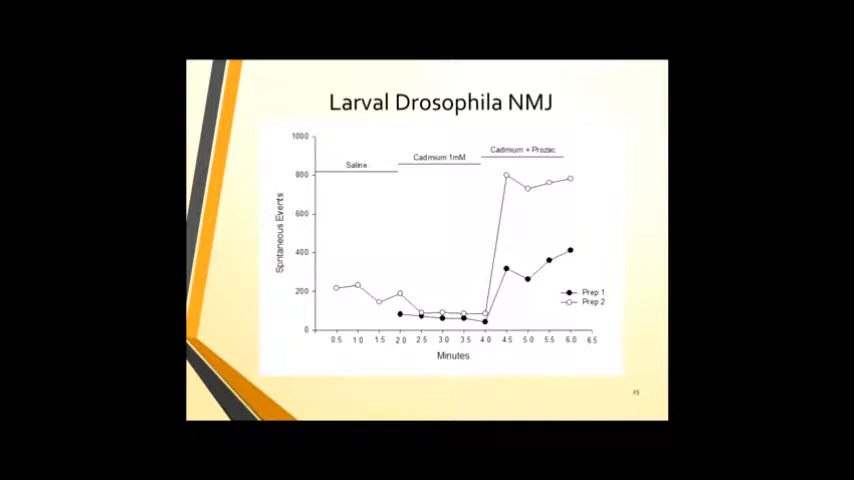 Larval Drosophila NMJ
1000
Cadmium + Prozac
Cadmium 1mM
Saline
800
600
Spntaneous Events
400
200
0
Prep 1
Prep 2
0.5 1.0 1.5 2.0 2.5 3.0 3.5 4.0 4.5 5.0 5.5 6.0 6.5
Minutes